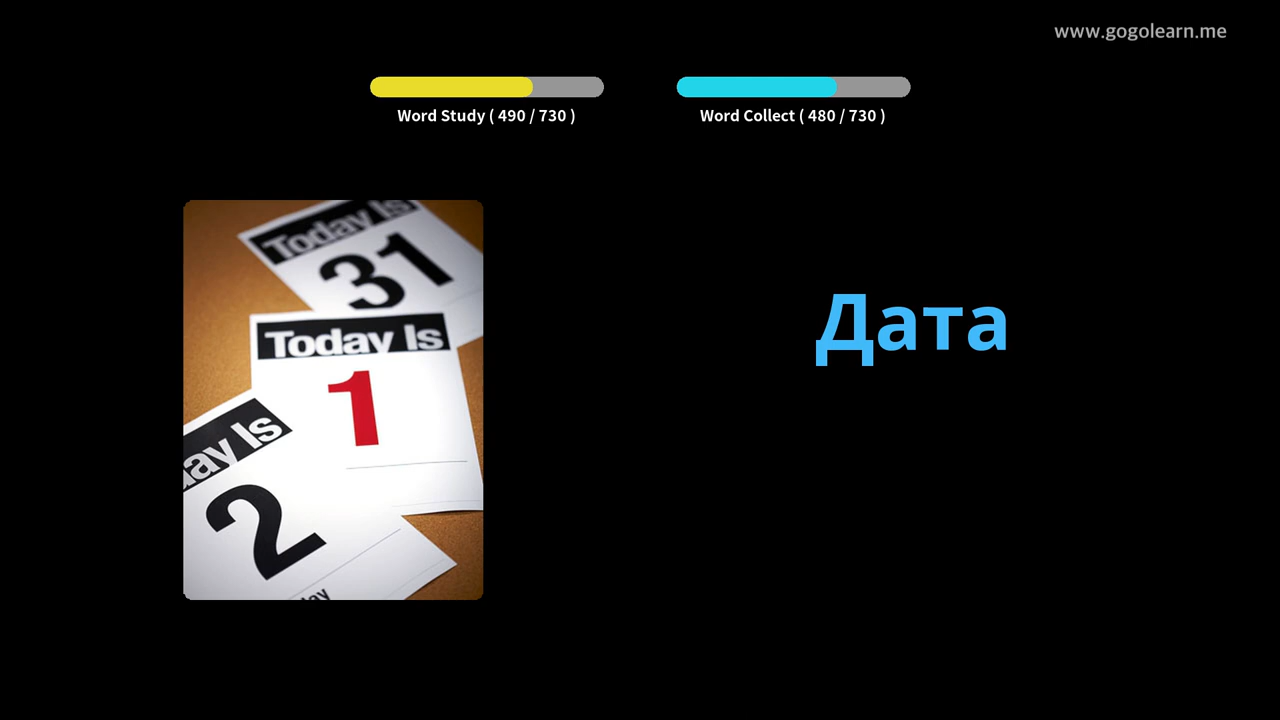 www.gogolearn.me
Word Study ( 490 / 730 )
Word Collect ( 480 / 730 )
Today Is
31
Today Is
1
Дата
day Is
2